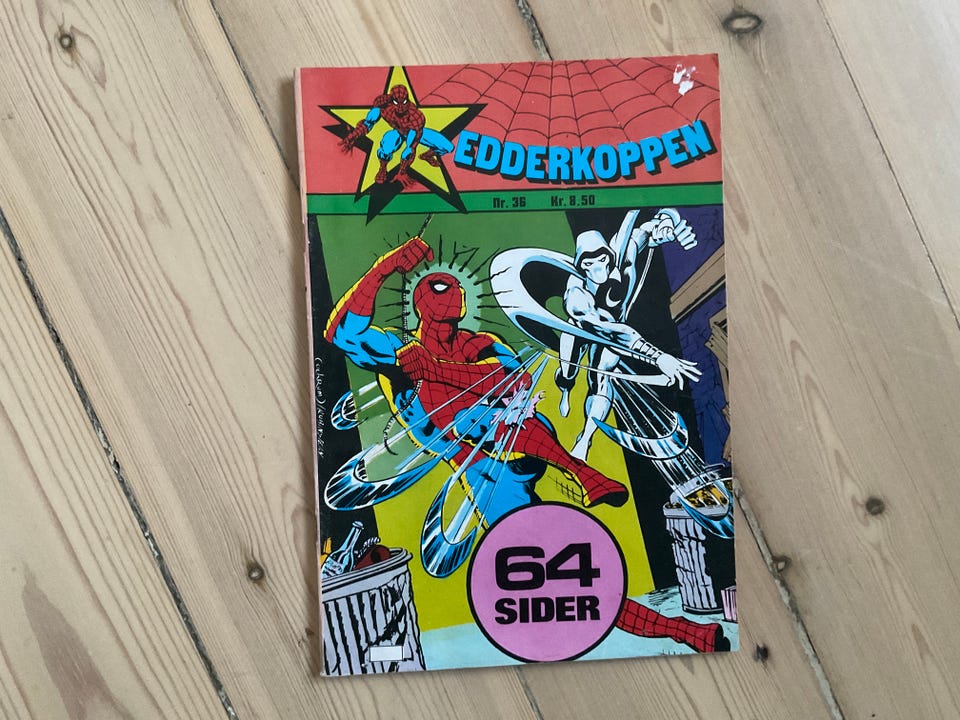 EDDERKOPPEN
Nr. 36 Kr. 8.50
64
SIDER